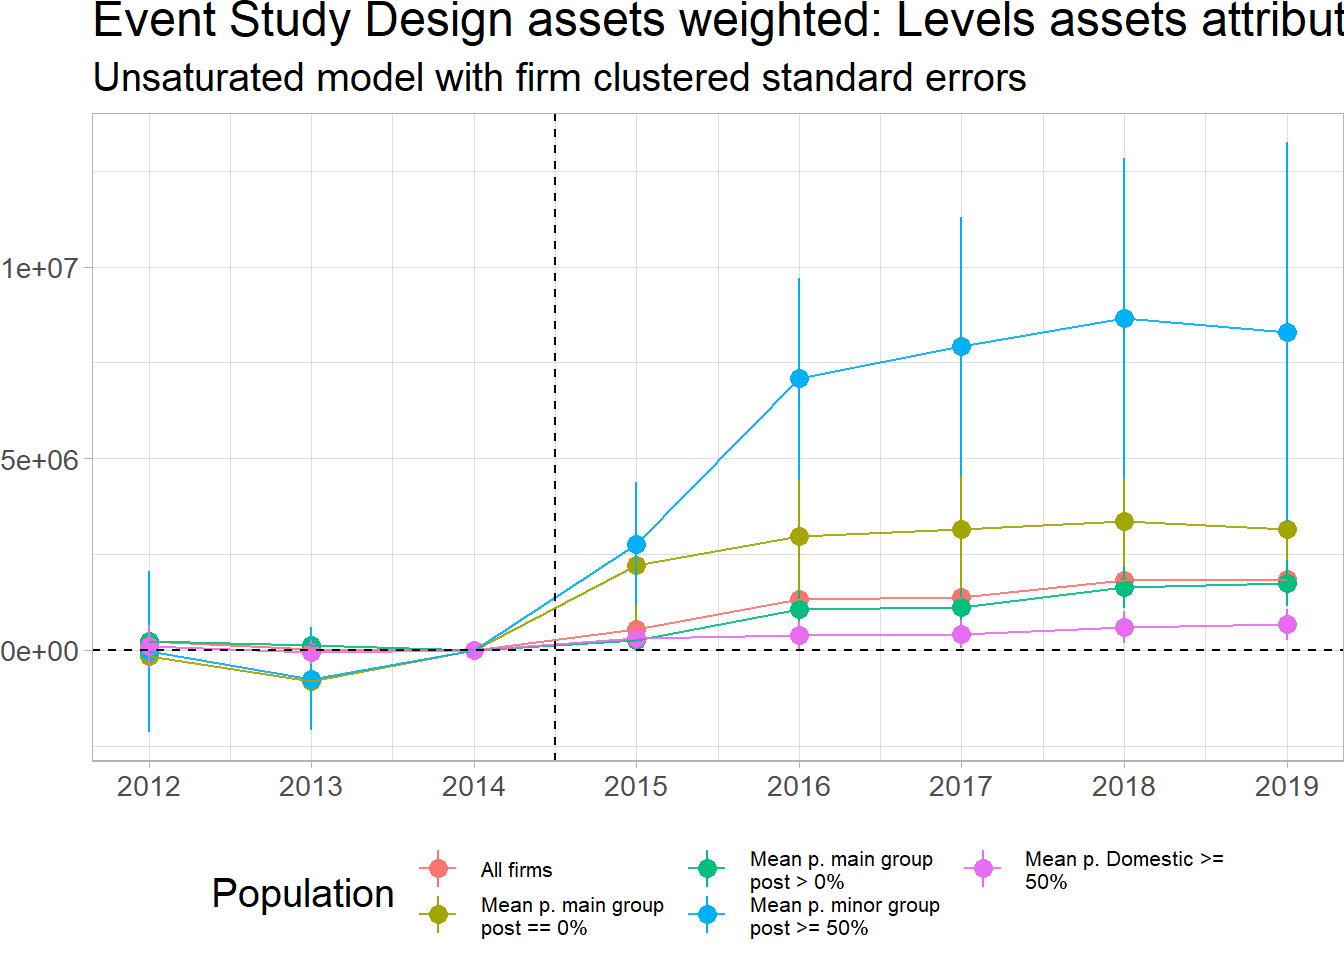 Event Study Design assets weighted: Levels assets attribut
Unsaturated model with firm clustered standard errors
1e+07
5e+06
0e+00
2012 2013 2014 2015 2016 2017 2018 2019
Population
All firms
Mean p. main group
post == 0%
Mean p. main group
post > 0%
Mean p. minor group
post >= 50%
Mean p. Domestic >=
50%